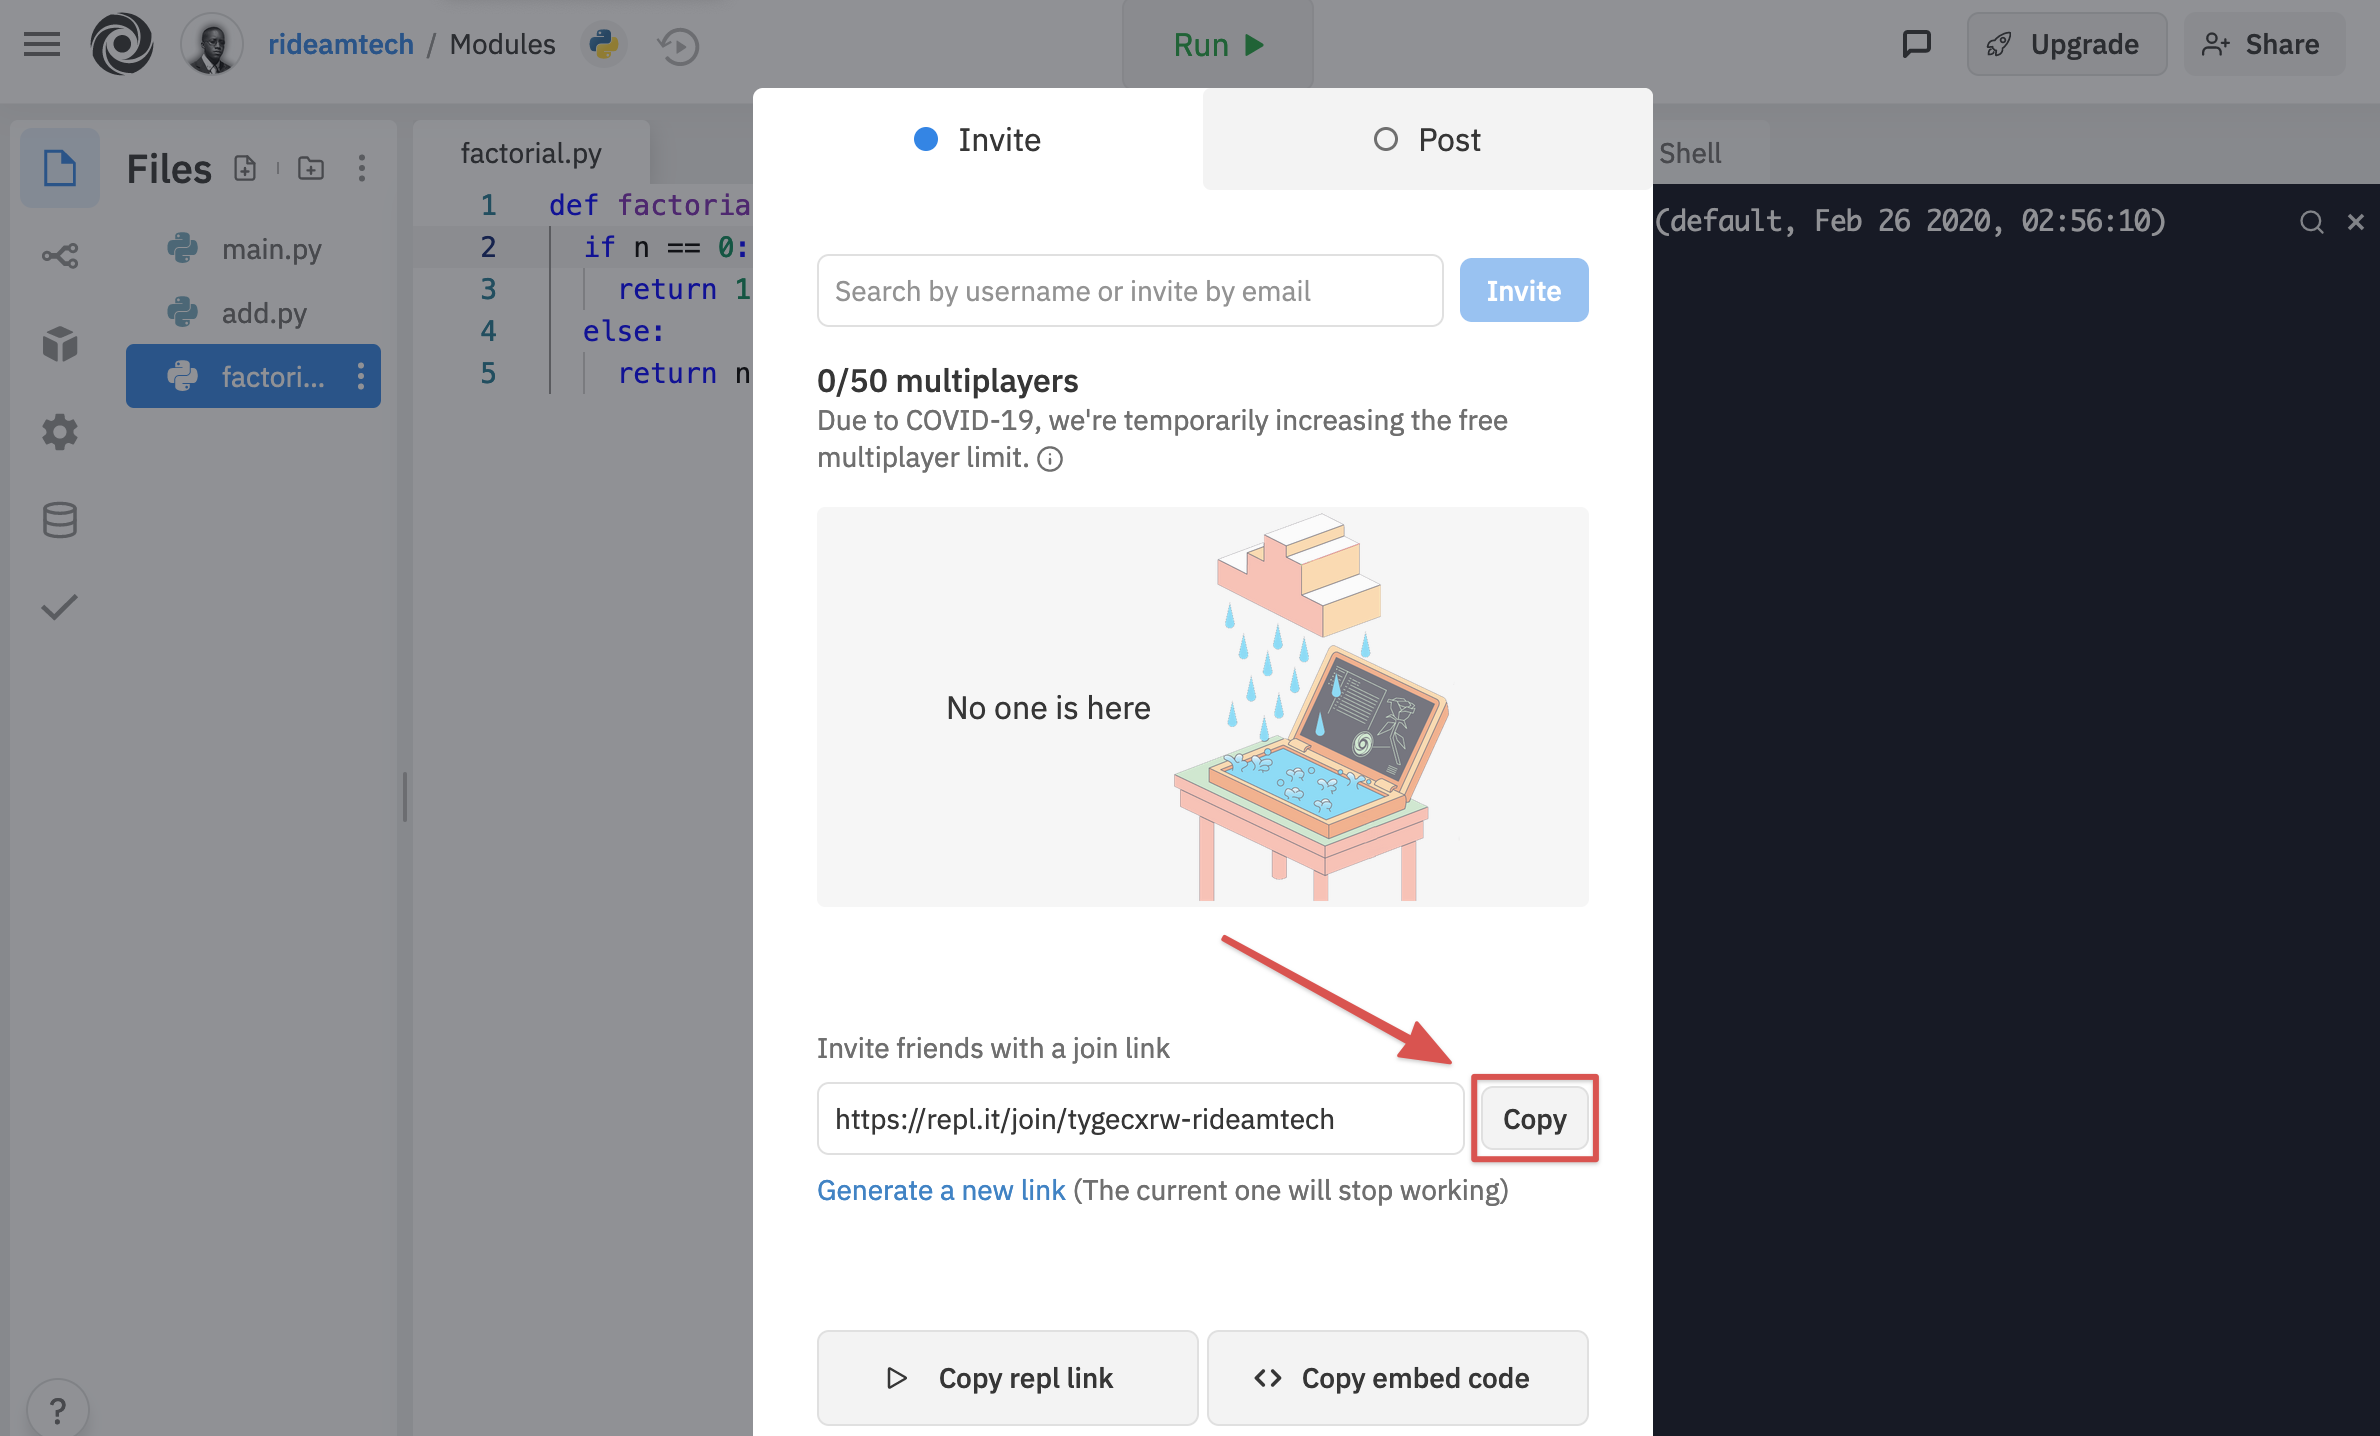 rideamtech / Modules
Run
Upgrade
Share
Files
main.py
add.py
factori...
?
factorial.py
1 def factoria
2 if n == 0:
3 return 1
4 else:
5 return n
Shell
(default, Feb 26 2020, 02:56:10)
Invite
Post
Search by username or invite by email
Invite
0/50 multiplayers
Due to COVID-19, we're temporarily increasing the free
multiplayer limit.
No one is here
Invite friends with a join link
https://repl.it/join/tygecxrw-rideamtech
Copy
Generate a new link (The current one will stop working)
Copy repl link
Copy embed code